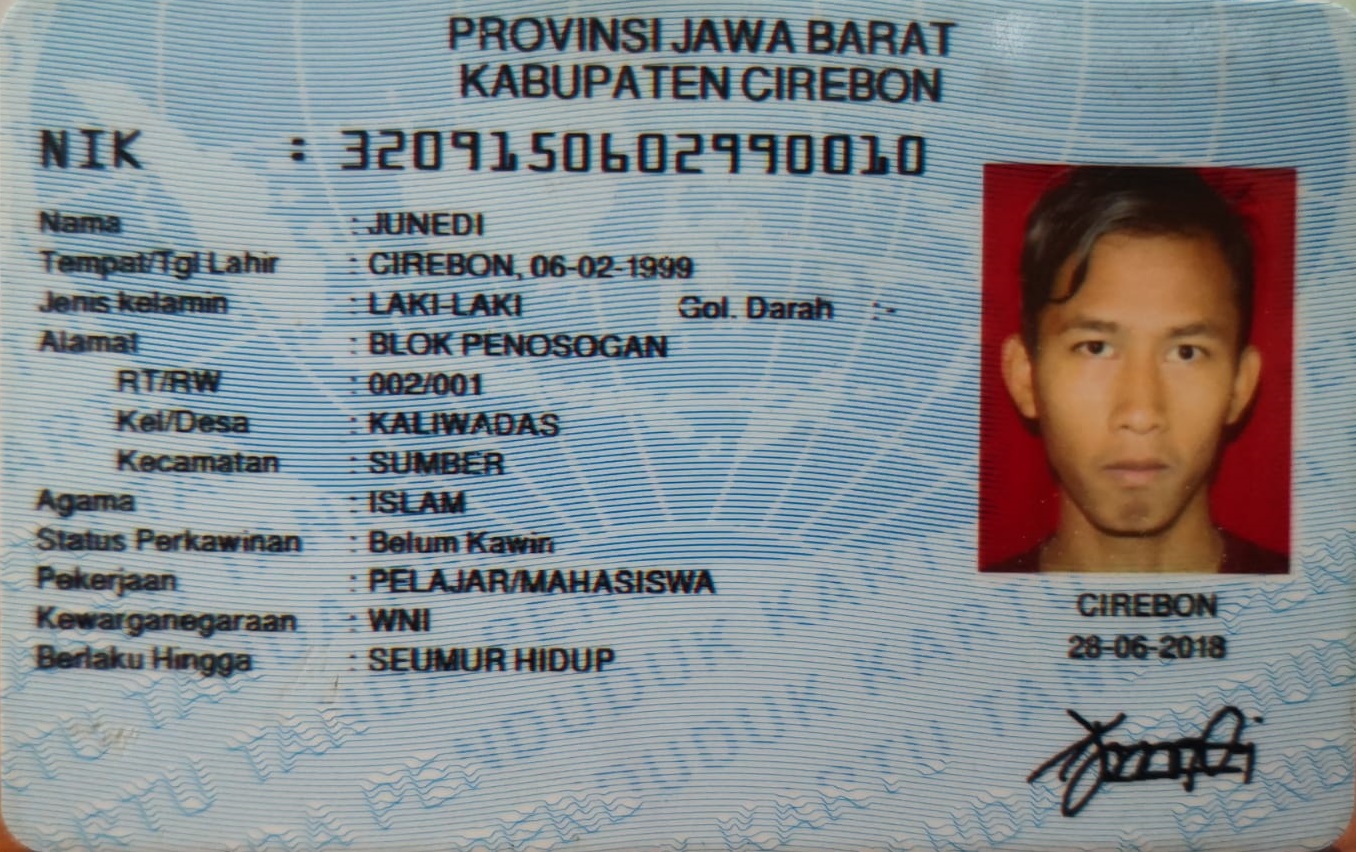 PROVINSI JAWA BARAT
KABUPATEN CIREBON
NIK : 3209150602990010
Nama : JUNEDI
Tempat/Tgl Lahir : CIREBON, 06-02-1999
Jenis kelamin : LAKI-LAKI Gol. Darah : -
Alamat : BLOK PENOSOGAN
RT/RW : 002/001
Kel/Desa : KALIWADAS
Kecamatan : SUMBER
Agama : ISLAM
Status Perkawinan : Belum Kawin
Pekerjaan : PELAJAR/MAHASISWA
Kewarganegaraan : WNI
Berlaku Hingga : SEUMUR HIDUP
CIREBON
28-06-2018